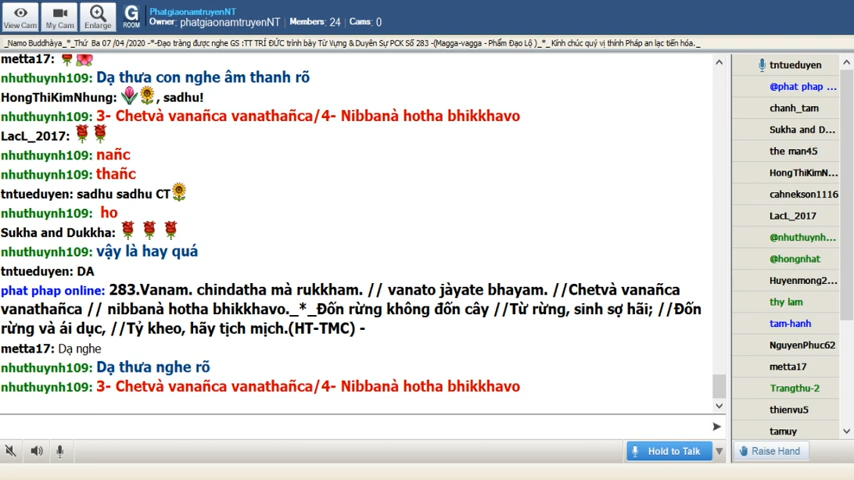 View Cam
My Cam
Enlarge
G
ROOM
PhatgiaonamtruyenNT
Owner: phatgiaonamtruyenNT | Members: 24 | Cams: 0
_Namo Buddhàya_*_Thứ Ba 07 /04 /2020 -*-Đạo tràng được nghe GS :TT TRÍ ĐỨC trình bày Từ Vựng & Duyên Sự PCK Số 283 -(Magga-vagga - Phẩm Đạo Lộ )_*_ Kính chúc quý vị thính Pháp an lạc tiến hóa._
metta17:
nhuthuynh109: Dạ thưa con nghe âm thanh rõ
HongThiKimNhung: , sadhu!
nhuthuynh109: 3- Chetvà vanañca vanathañca/4- Nibbanà hotha bhikkhavo
LacL_2017:
nhuthuynh109: nañc
nhuthuynh109: thañc
tntueduyen: sadhu sadhu CT
nhuthuynh109: ho
Sukha and Dukkha:
nhuthuynh109: vậy là hay quá
tntueduyen: DA
phat phap online: 283.Vanam. chindatha mà rukkham. // vanato jàyate bhayam. //Chetvà vanañca
vanathañca // nibbanà hotha bhikkhavo._*_Đốn rừng không đốn cây //Từ rừng, sinh sợ hãi; //Đốn
rừng và ái dục, //Tỷ kheo, hãy tịch mịch.(HT-TMC) -
metta17: Dạ nghe
nhuthuynh109: Dạ thưa nghe rõ
nhuthuynh109: 3- Chetvà vanañca vanathañca/4- Nibbanà hotha bhikkhavo
Hold to Talk
tntueduyen
@phat phap ...
chanh_tam
Sukha and D...
the man45
HongThiKimN...
cahnekson1116
LacL_2017
@nhuthuynh...
@hongnhat
Huyenmong2...
thy lam
tam-hanh
NguyenPhuc62
metta17
Trangthu-2
thienvu5
tamuy
Raise Hand